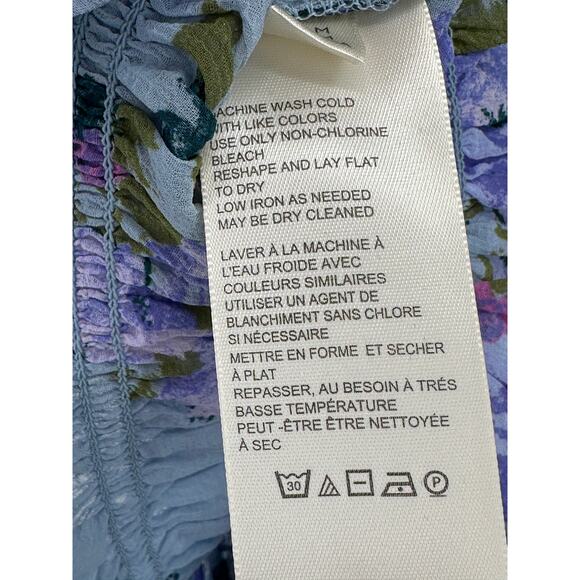 M
MACHINE WASH COLD
WITH LIKE COLORS
USE ONLY NON-CHLORINE
BLEACH
RESHAPE AND LAY FLAT
TO DRY
LOW IRON AS NEEDED
MAY BE DRY CLEANED
LAVER À LA MACHINE À
L'EAU FROIDE AVEC
COULEURS SIMILAIRES
UTILISER UN AGENT DE
BLANCHIMENT SANS CHLORE
SI NÉCESSAIRE
METTRE EN FORME ET SECHER
À PLAT
REPASSER, AU BESOIN À TRÉS
BASSE TEMPÉRATURE
PEUT -ÊTRE ÊTRE NETTOYÉE
À SEC
30 P